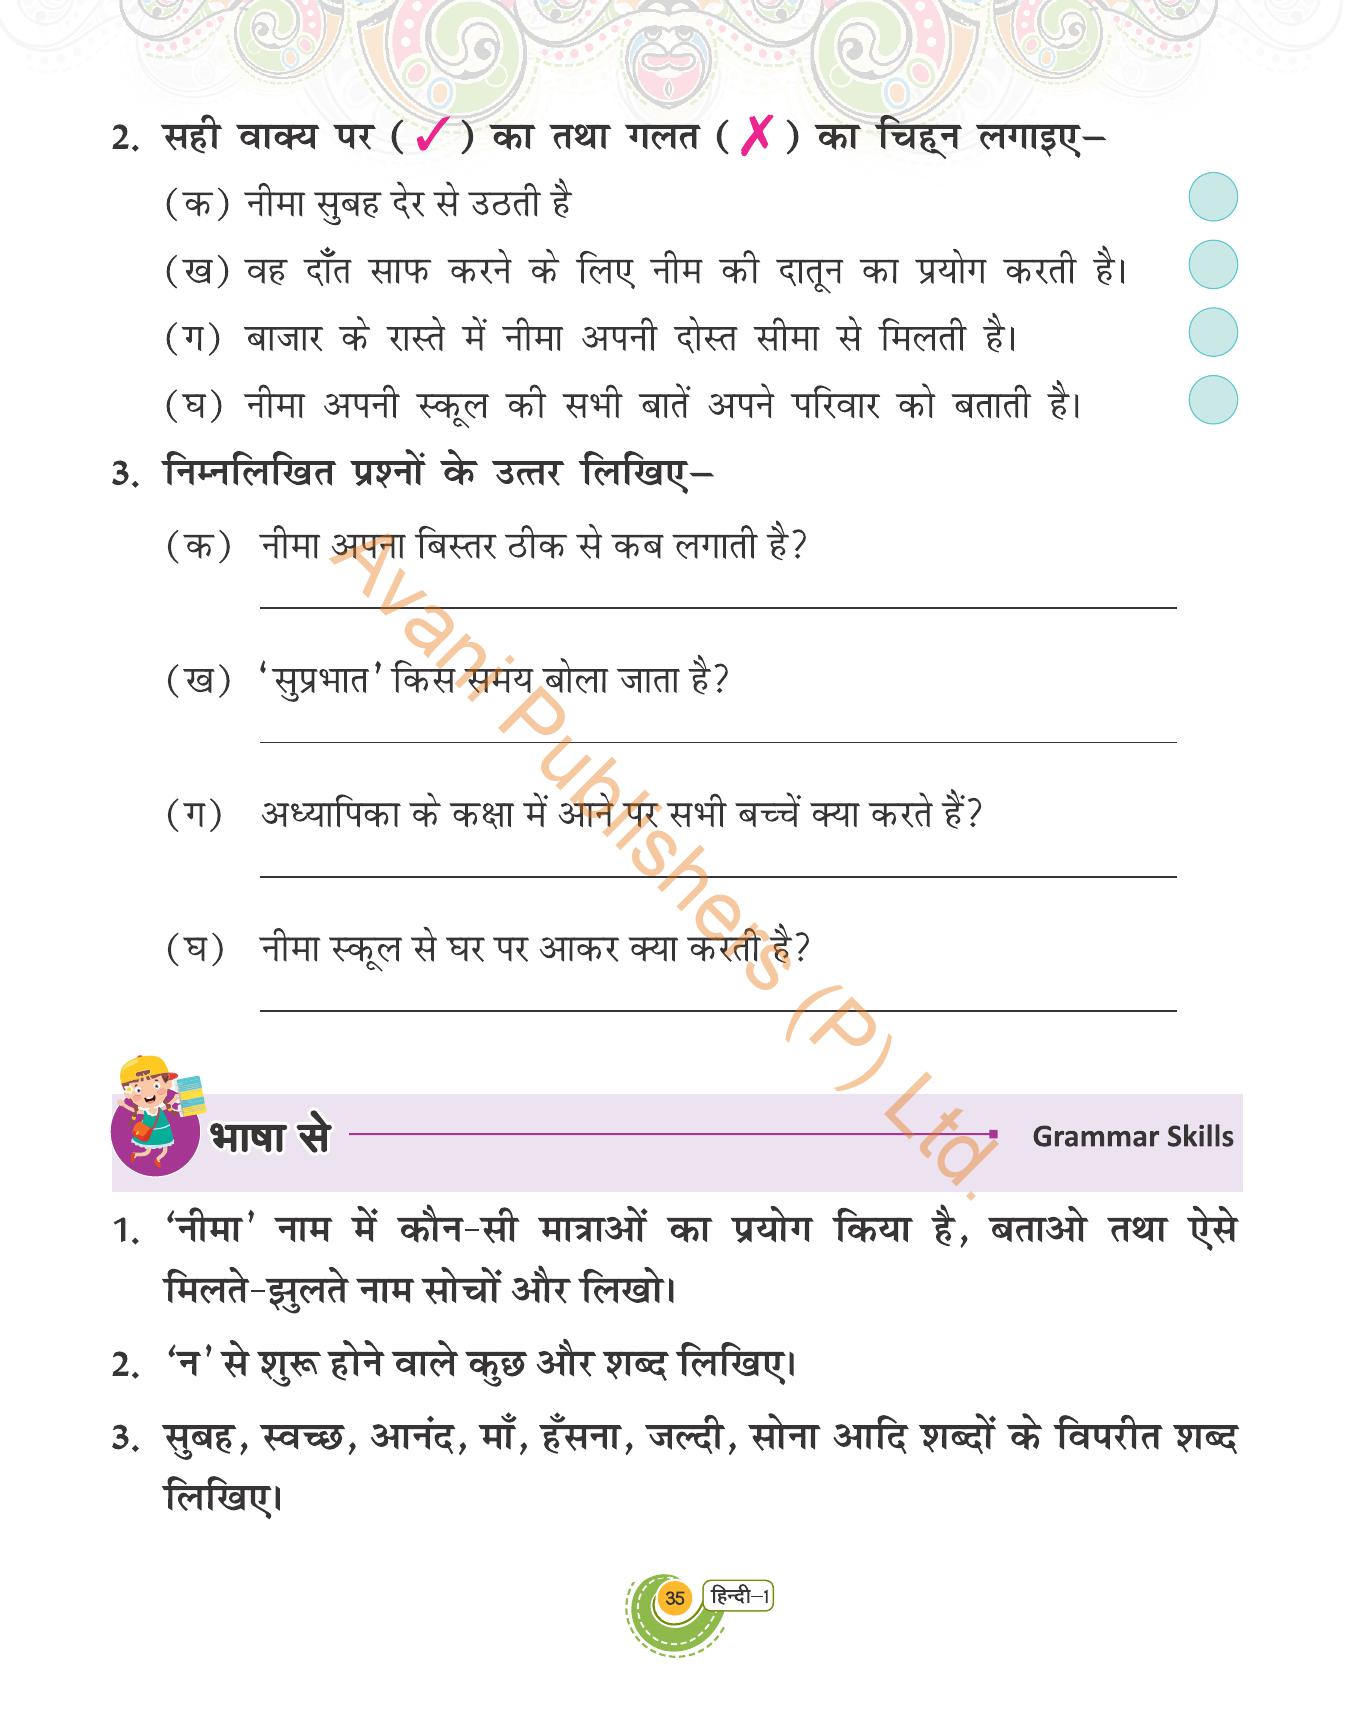 2. सही वाक्य पर (✓) का तथा गलत (✗) का चिह्न लगाइए–
(क) नीमा सुबह देर से उठती है
(ख) वह दाँत साफ करने के लिए नीम की दातून का प्रयोग करती है।
(ग) बाजार के रास्ते में नीमा अपनी दोस्त सीमा से मिलती है।
(घ) नीमा अपनी स्कूल की सभी बातें अपने परिवार को बताती है।
3. निम्नलिखित प्रश्नों के उत्तर लिखिए–
(क) नीमा अपना बिस्तर ठीक से कब लगाती है?
(ख) ‘सुप्रभात’ किस समय बोला जाता है?
(ग) अध्यापिका के कक्षा में आने पर सभी बच्चें क्या करते हैं?
(घ) नीमा स्कूल से घर पर आकर क्या करती है?
Avani Publishers (P) Ltd.
भाषा से Grammar Skills
1. ‘नीमा’ नाम में कौन-सी मात्राओं का प्रयोग किया है, बताओ तथा ऐसे
मिलते-झुलते नाम सोचों और लिखो।
2. ‘न’ से शुरू होने वाले कुछ और शब्द लिखिए।
3. सुबह, स्वच्छ, आनंद, माँ, हँसना, जल्दी, सोना आदि शब्दों के विपरीत शब्द
लिखिए।
35 हिन्दी–1